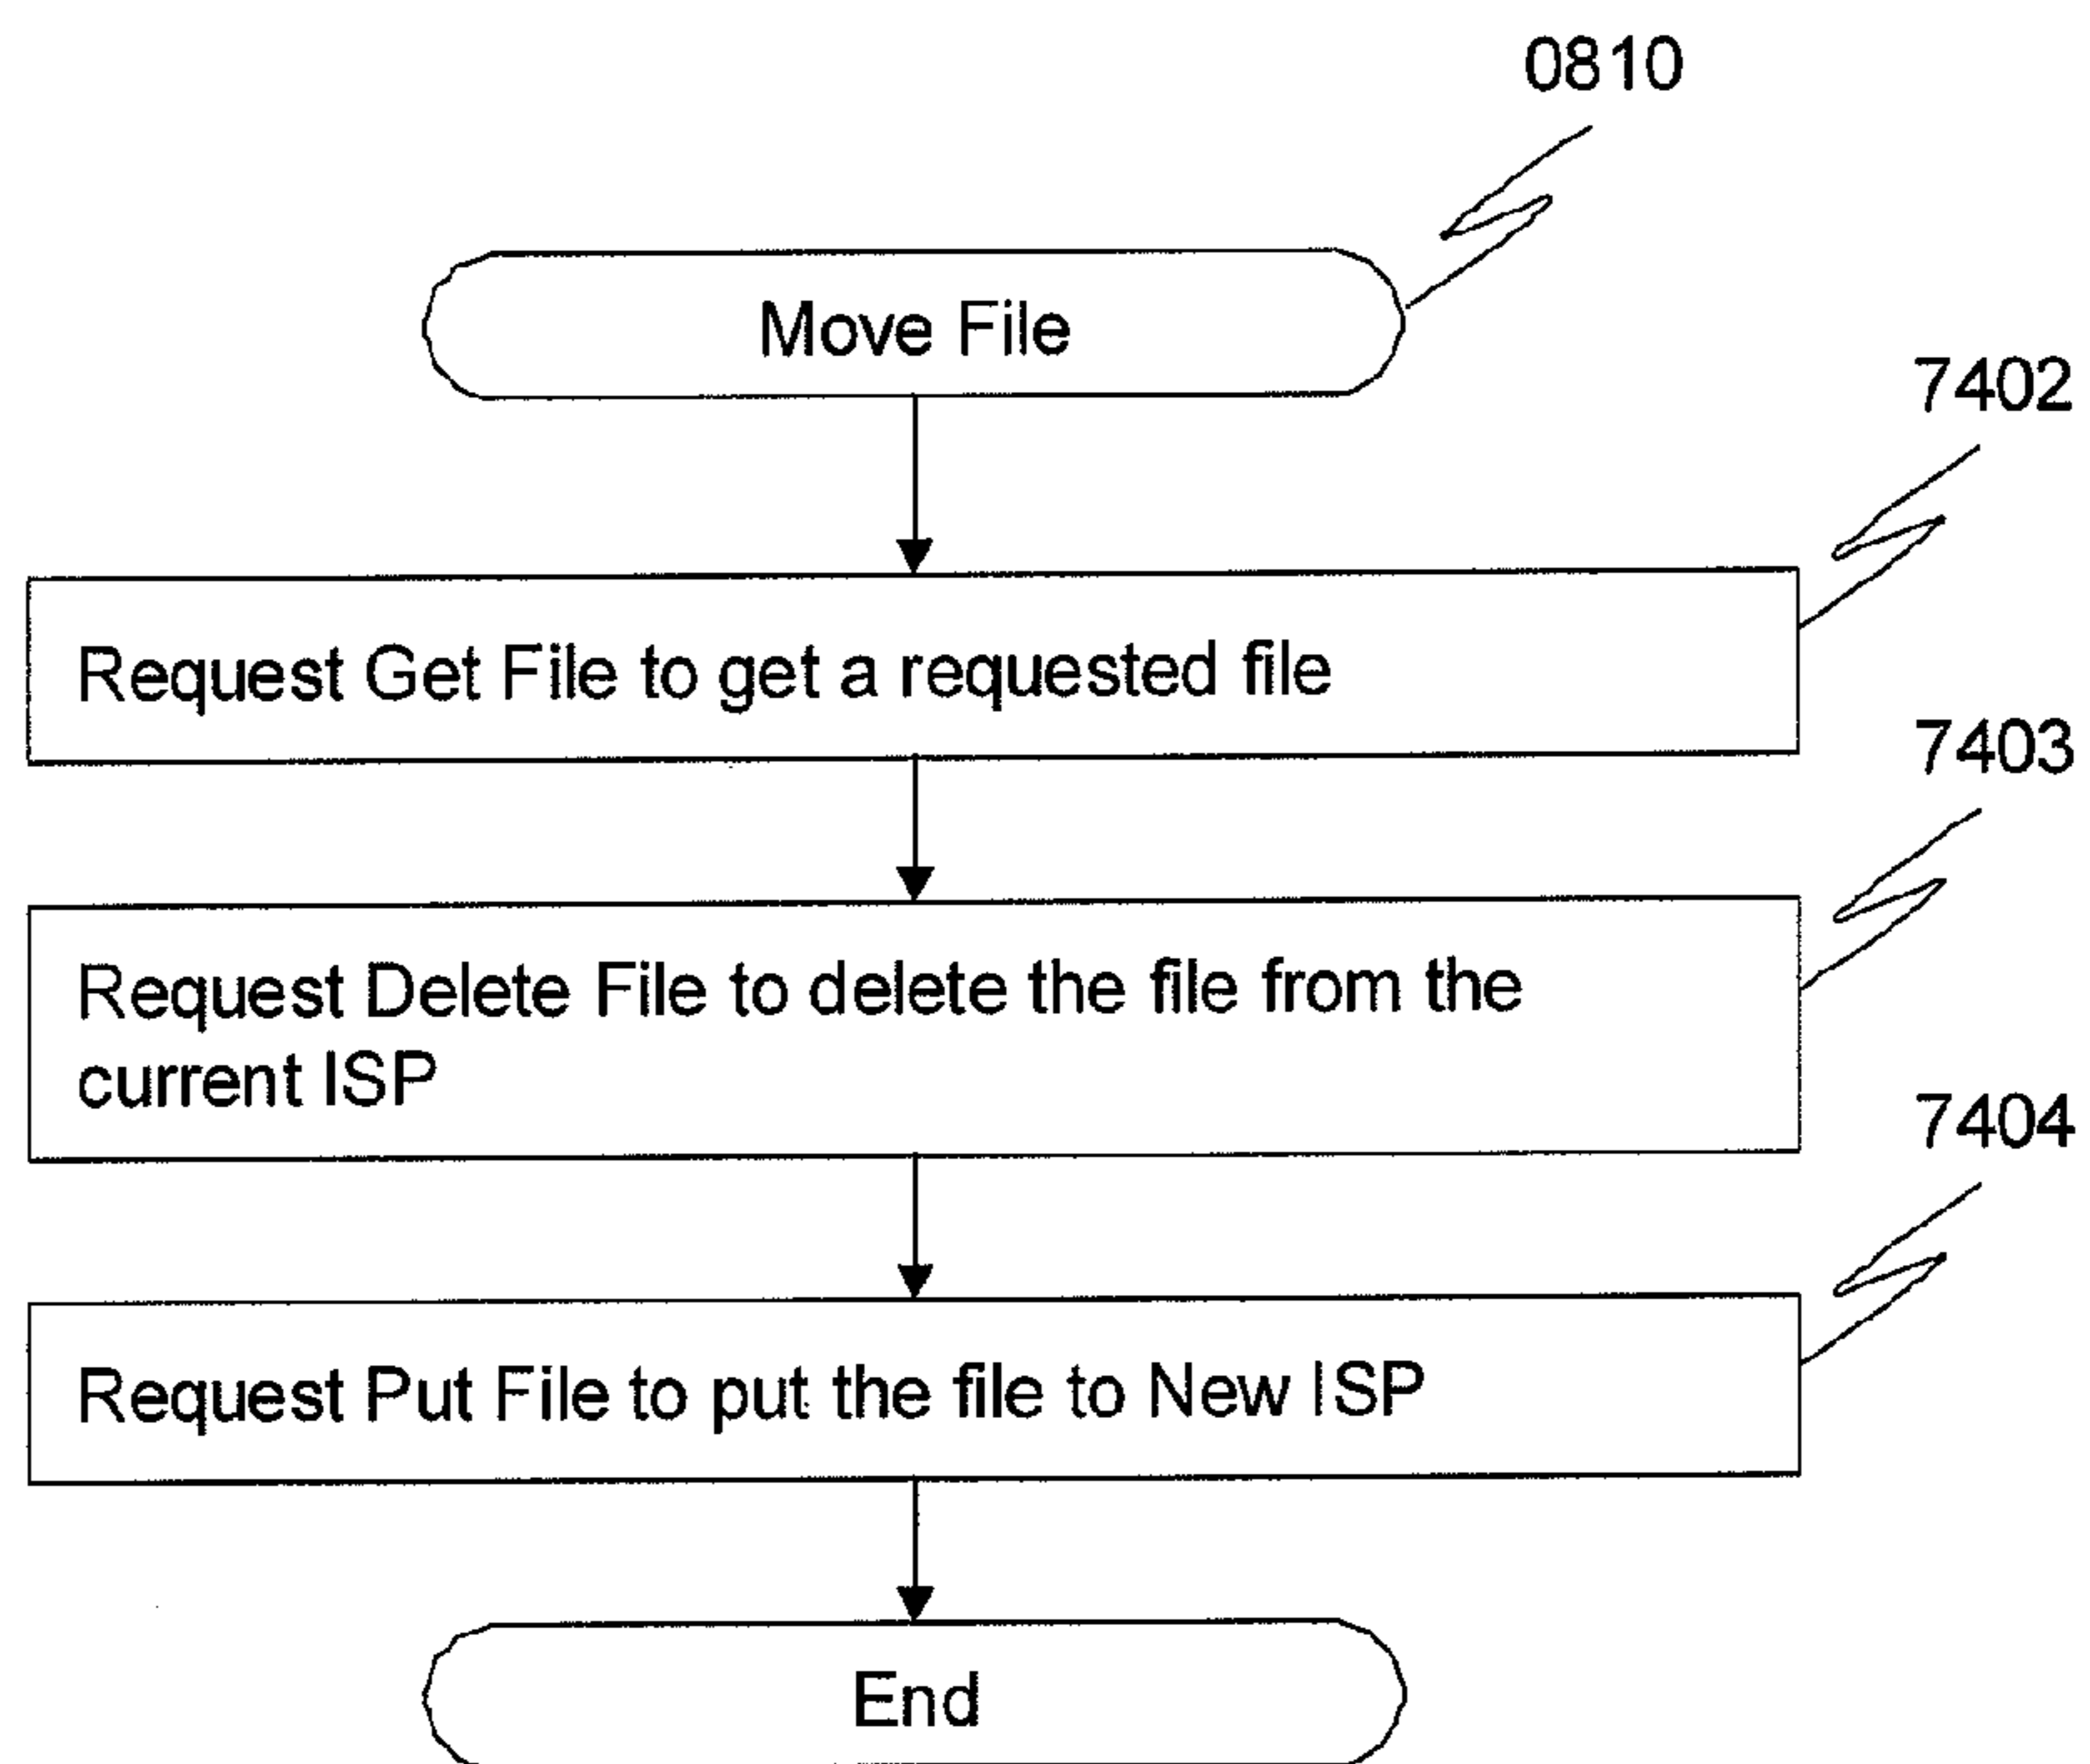 0810
Move File
7402
Request Get File to get a requested file
7403
Request Delete File to delete the file from the
current ISP
7404
Request Put File to put the file to New ISP
End